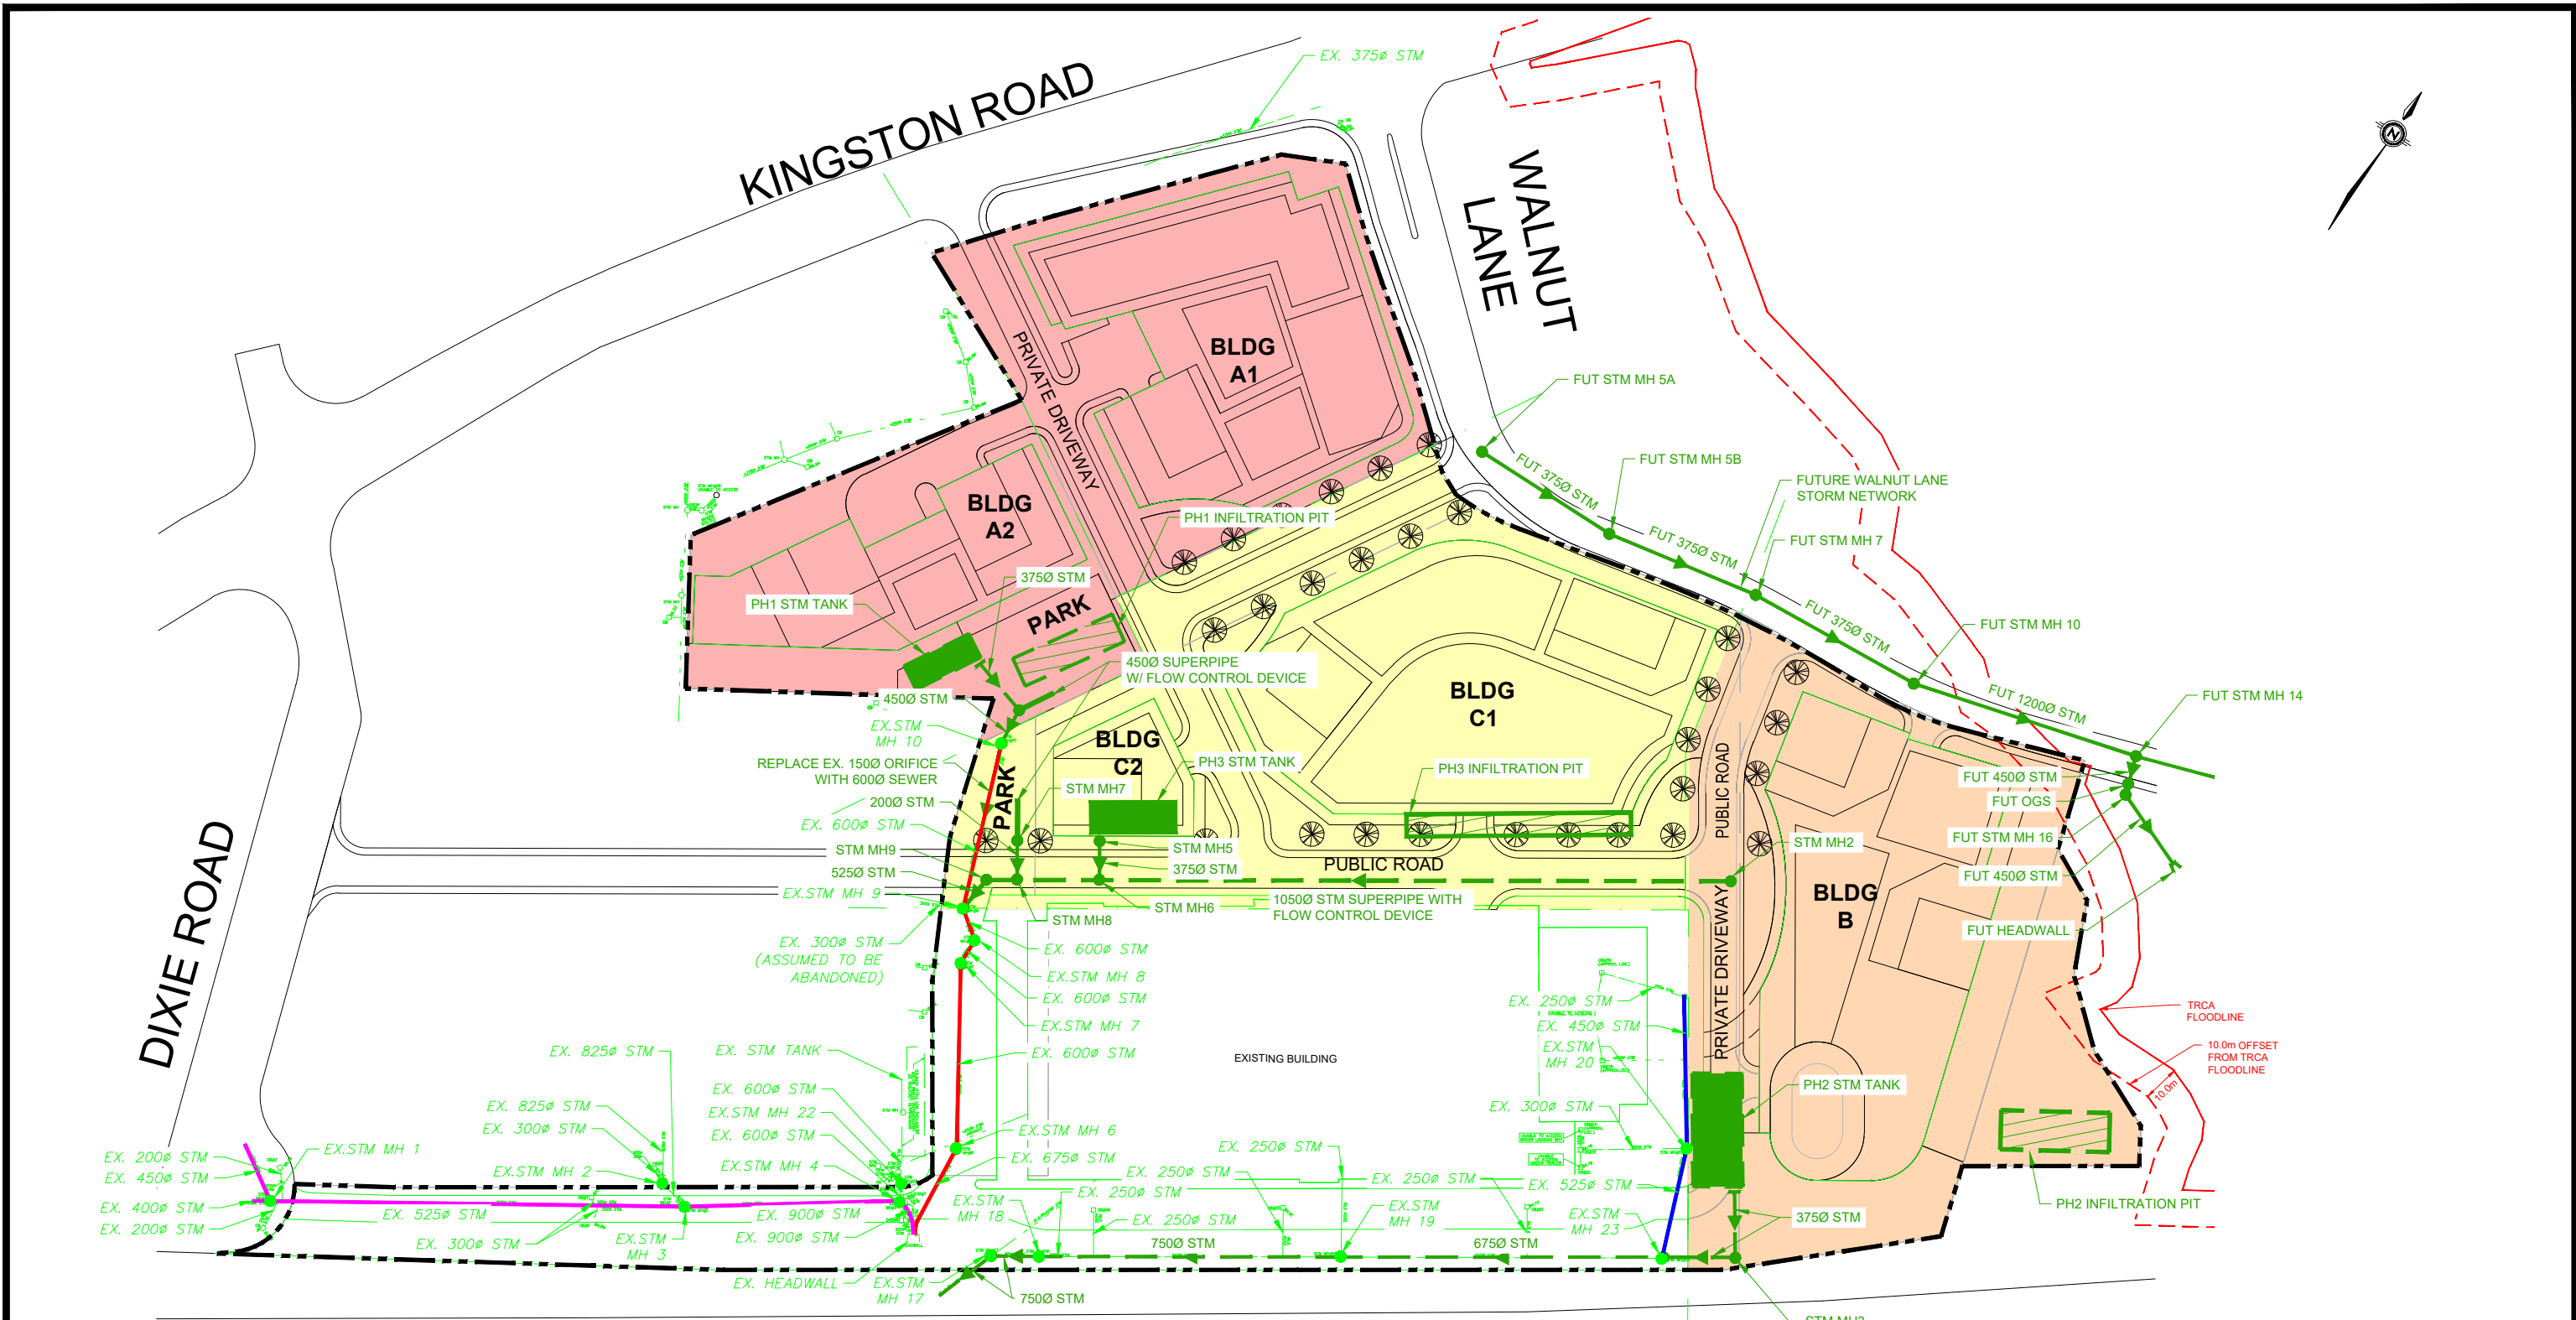 EX. 375ø STM
KINGSTON ROAD
WALNUT
LANE
N
BLDG
A1
PRIVATE DRIVEWAY
FUT STM MH 5A
FUT 375Ø STM
FUT STM MH 5B
FUTURE WALNUT LANE
STORM NETWORK
FUT 375Ø STM
FUT STM MH 7
BLDG
A2
PH1 INFILTRATION PIT
375Ø STM
PH1 STM TANK
PARK
FUT 375Ø STM
FUT STM MH 10
450Ø SUPERPIPE
W/ FLOW CONTROL DEVICE
450Ø STM
BLDG
C1
FUT 1200Ø STM
FUT STM MH 14
EX.STM
MH 10
BLDG
C2
REPLACE EX. 150Ø ORIFICE
WITH 600Ø SEWER
PARK
PH3 STM TANK
PH3 INFILTRATION PIT
STM MH7
PUBLIC ROAD
FUT 450Ø STM
FUT OGS
200Ø STM
EX. 600ø STM
FUT STM MH 16
STM MH9
STM MH5
STM MH2
525Ø STM
375Ø STM
PUBLIC ROAD
FUT 450Ø STM
EX.STM MH 9
STM MH6
1050Ø STM SUPERPIPE WITH
FLOW CONTROL DEVICE
STM MH8
BLDG
B
FUT HEADWALL
DIXIE ROAD
EX. 300ø STM
(ASSUMED TO BE
ABANDONED)
EX. 600ø STM
EX.STM MH 8
EX. 600ø STM
EX.STM MH 7
EX. 250ø STM
EX. 450ø STM
PRIVATE DRIVEWAY
TRCA
FLOODLINE
EX. 825ø STM
EX. STM TANK
EX. 600ø STM
EXISTING BUILDING
EX.STM
MH 20
10.0m OFFSET
FROM TRCA
FLOODLINE
10.0m
EX. 600ø STM
PH2 STM TANK
EX. 825ø STM
EX.STM MH 22
EX. 300ø STM
EX. 300ø STM
EX. 600ø STM
EX.STM MH 6
EX.STM MH 1
EX. 200ø STM
EX. 450ø STM
EX.STM MH 2
EX.STM MH 4
EX. 675ø STM
EX. 250ø STM
EX. 250ø STM
EX. 250ø STM
EX. 250ø STM
EX. 525ø STM
PH2 INFILTRATION PIT
EX. 400ø STM
EX. 200ø STM
EX. 525ø STM
EX. 900ø STM
EX.STM
MH 18
EX. 250ø STM
EX.STM
MH 19
EX.STM
MH 23
375Ø STM
EX. 300ø STM
EX.STM
MH 3
EX. 900ø STM
750Ø STM
675Ø STM
EX. HEADWALL
EX.STM
MH 17
750Ø STM